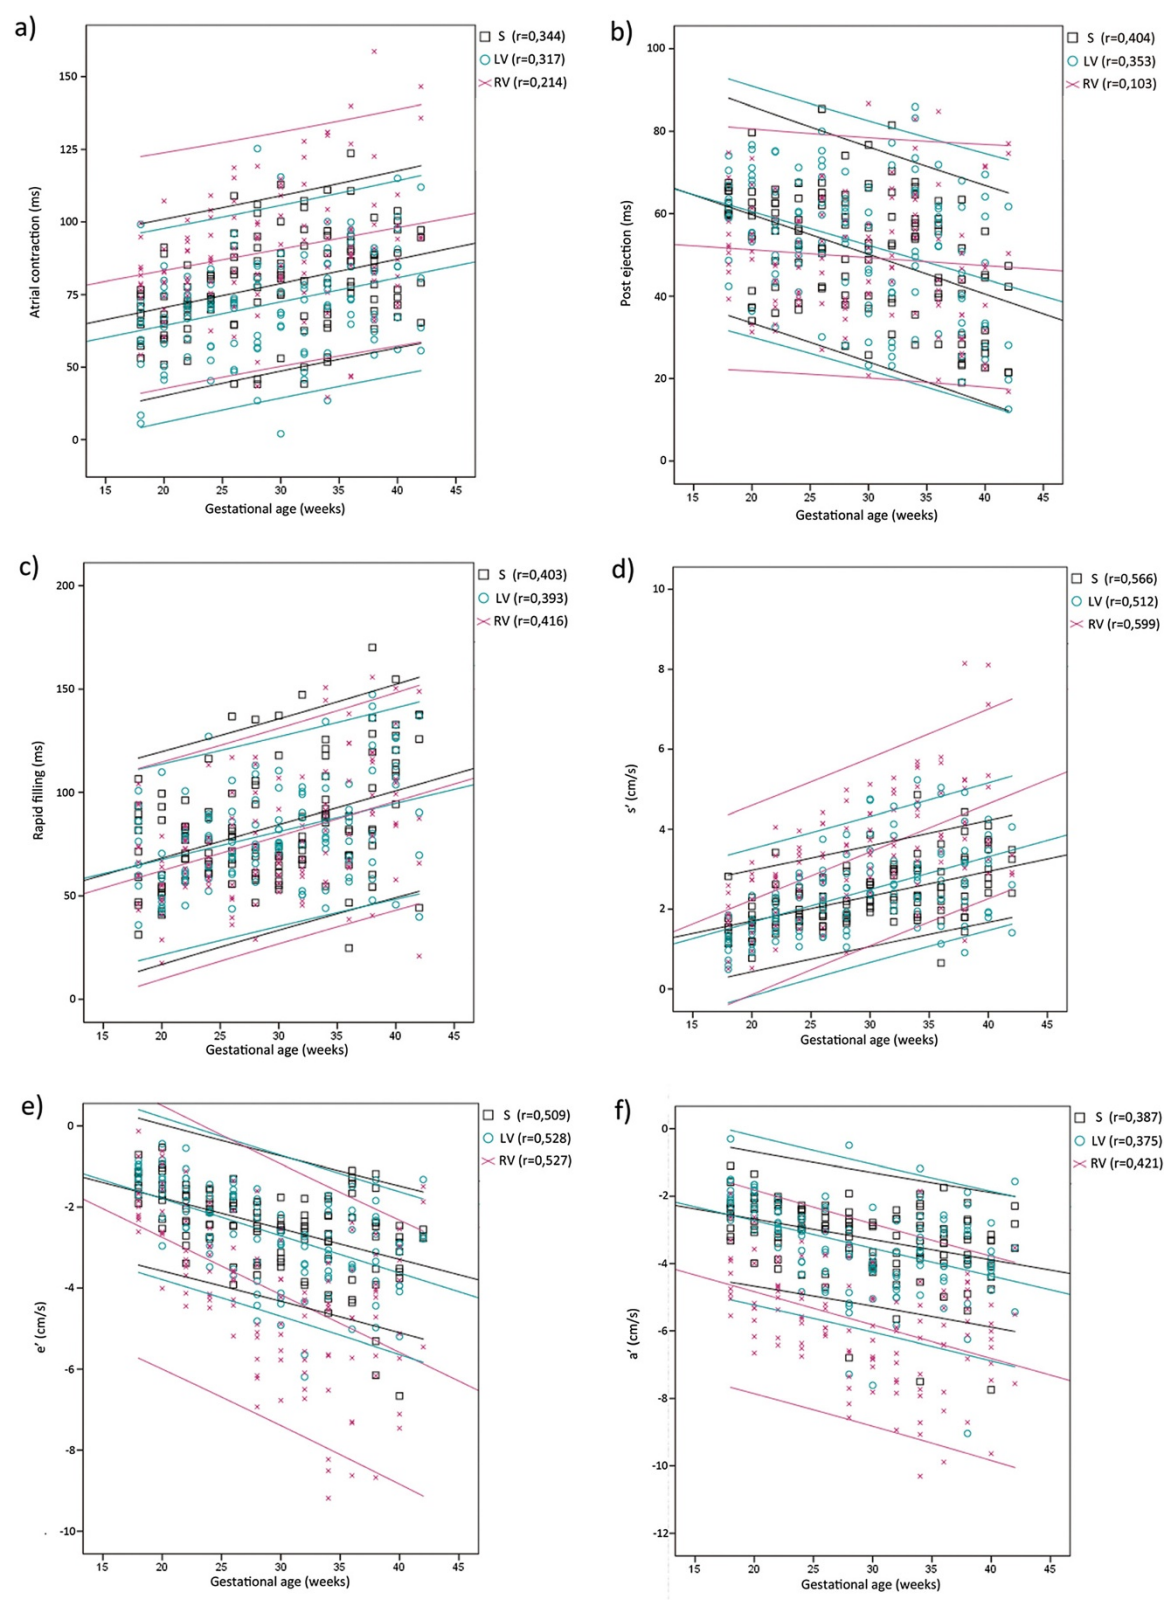 a)
S (r=0,344)
LV (r=0,317)
RV (r=0,214)
150
125
100
75
50
25
0
Atrial contraction (ms)
15 20 25 30 35 40 45
Gestational age (weeks)
b)
S (r=0,404)
LV (r=0,353)
RV (r=0,103)
100
80
60
40
20
0
Post ejection (ms)
15 20 25 30 35 40 45
Gestational age (weeks)
c)
S (r=0,403)
LV (r=0,393)
RV (r=0,416)
200
150
100
50
0
Rapid filling (ms)
15 20 25 30 35 40 45
Gestational age (weeks)
d)
S (r=0,566)
LV (r=0,512)
RV (r=0,599)
10
8
6
4
2
0
s’ (cm/s)
15 20 25 30 35 40 45
Gestational age (weeks)
e)
S (r=0,509)
LV (r=0,528)
RV (r=0,527)
0
-2
-4
-6
-8
-10
e’ (cm/s)
15 20 25 30 35 40 45
Gestational age (weeks)
f)
S (r=0,387)
LV (r=0,375)
RV (r=0,421)
0
-2
-4
-6
-8
-10
-12
a’ (cm/s)
15 20 25 30 35 40 45
Gestational age (weeks)